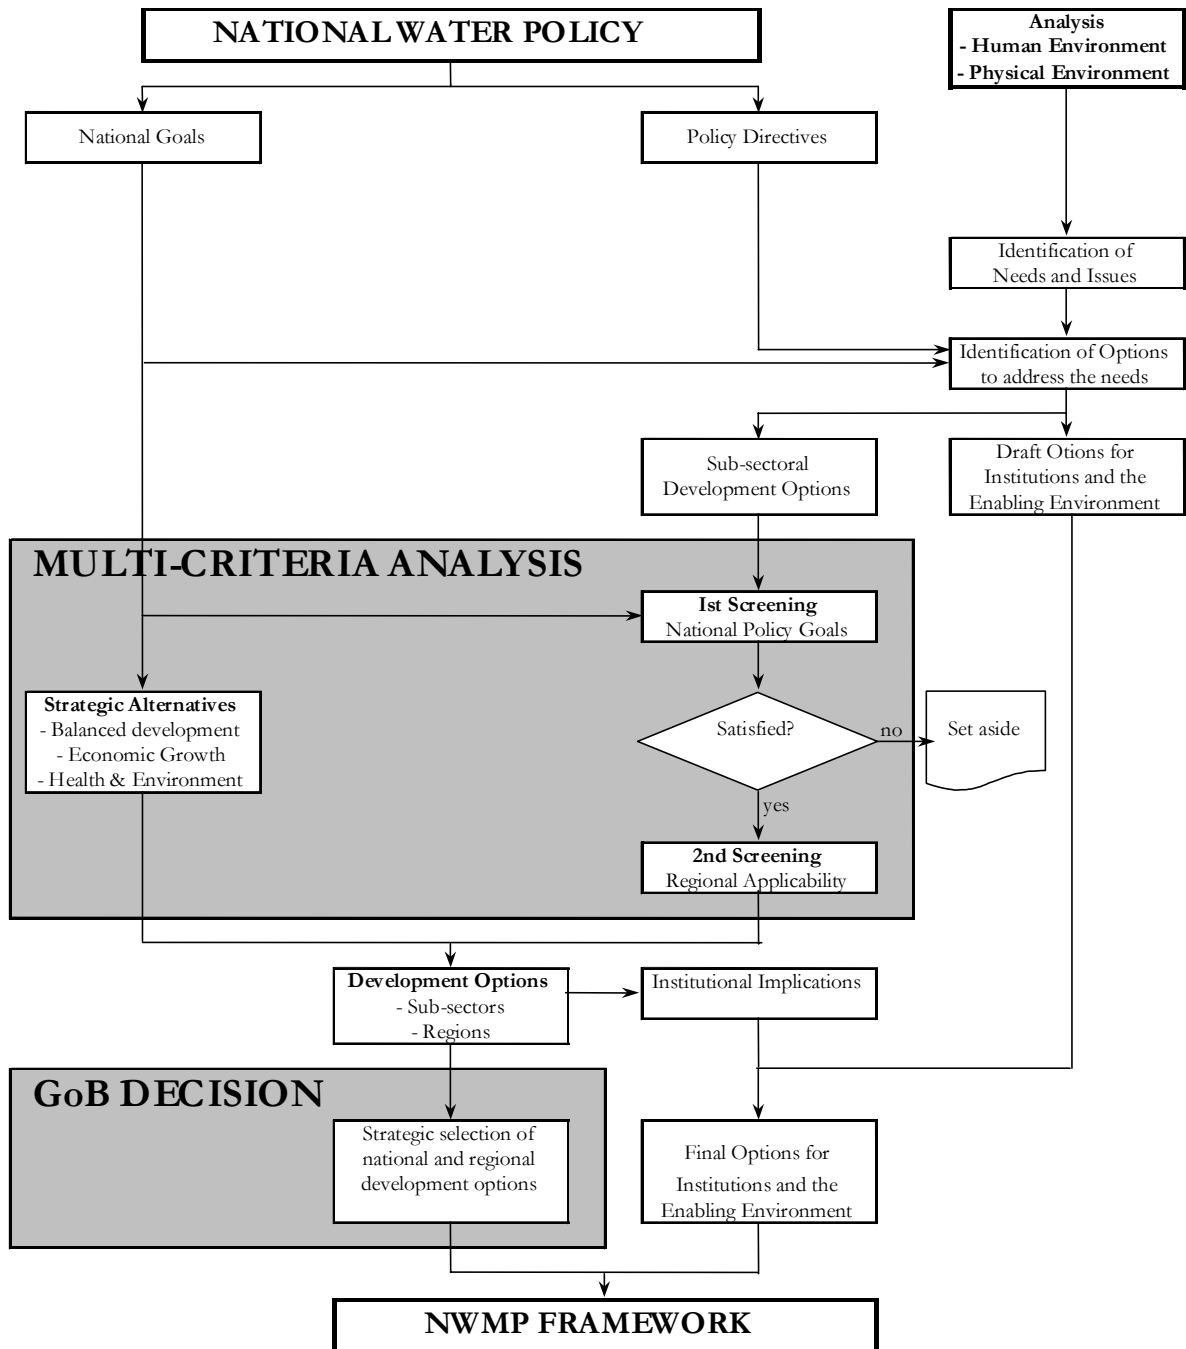 NATIONAL WATER POLICY
Analysis
- Human Environment
- Physical Environment
National Goals
Policy Directives
Identification of
Needs and Issues
Identification of Options
to address the needs
Sub-sectoral
Development Options
Draft Otions for
Institutions and the
Enabling Environment
MULTI-CRITERIA ANALYSIS
Ist Screening
National Policy Goals
Strategic Alternatives
- Balanced development
- Economic Growth
- Health & Environment
Satisfied?
no
Set aside
yes
2nd Screening
Regional Applicability
Development Options
- Sub-sectors
- Regions
Institutional Implications
GoB DECISION
Strategic selection of
national and regional
development options
Final Options for
Institutions and the
Enabling Environment
NWMP FRAMEWORK